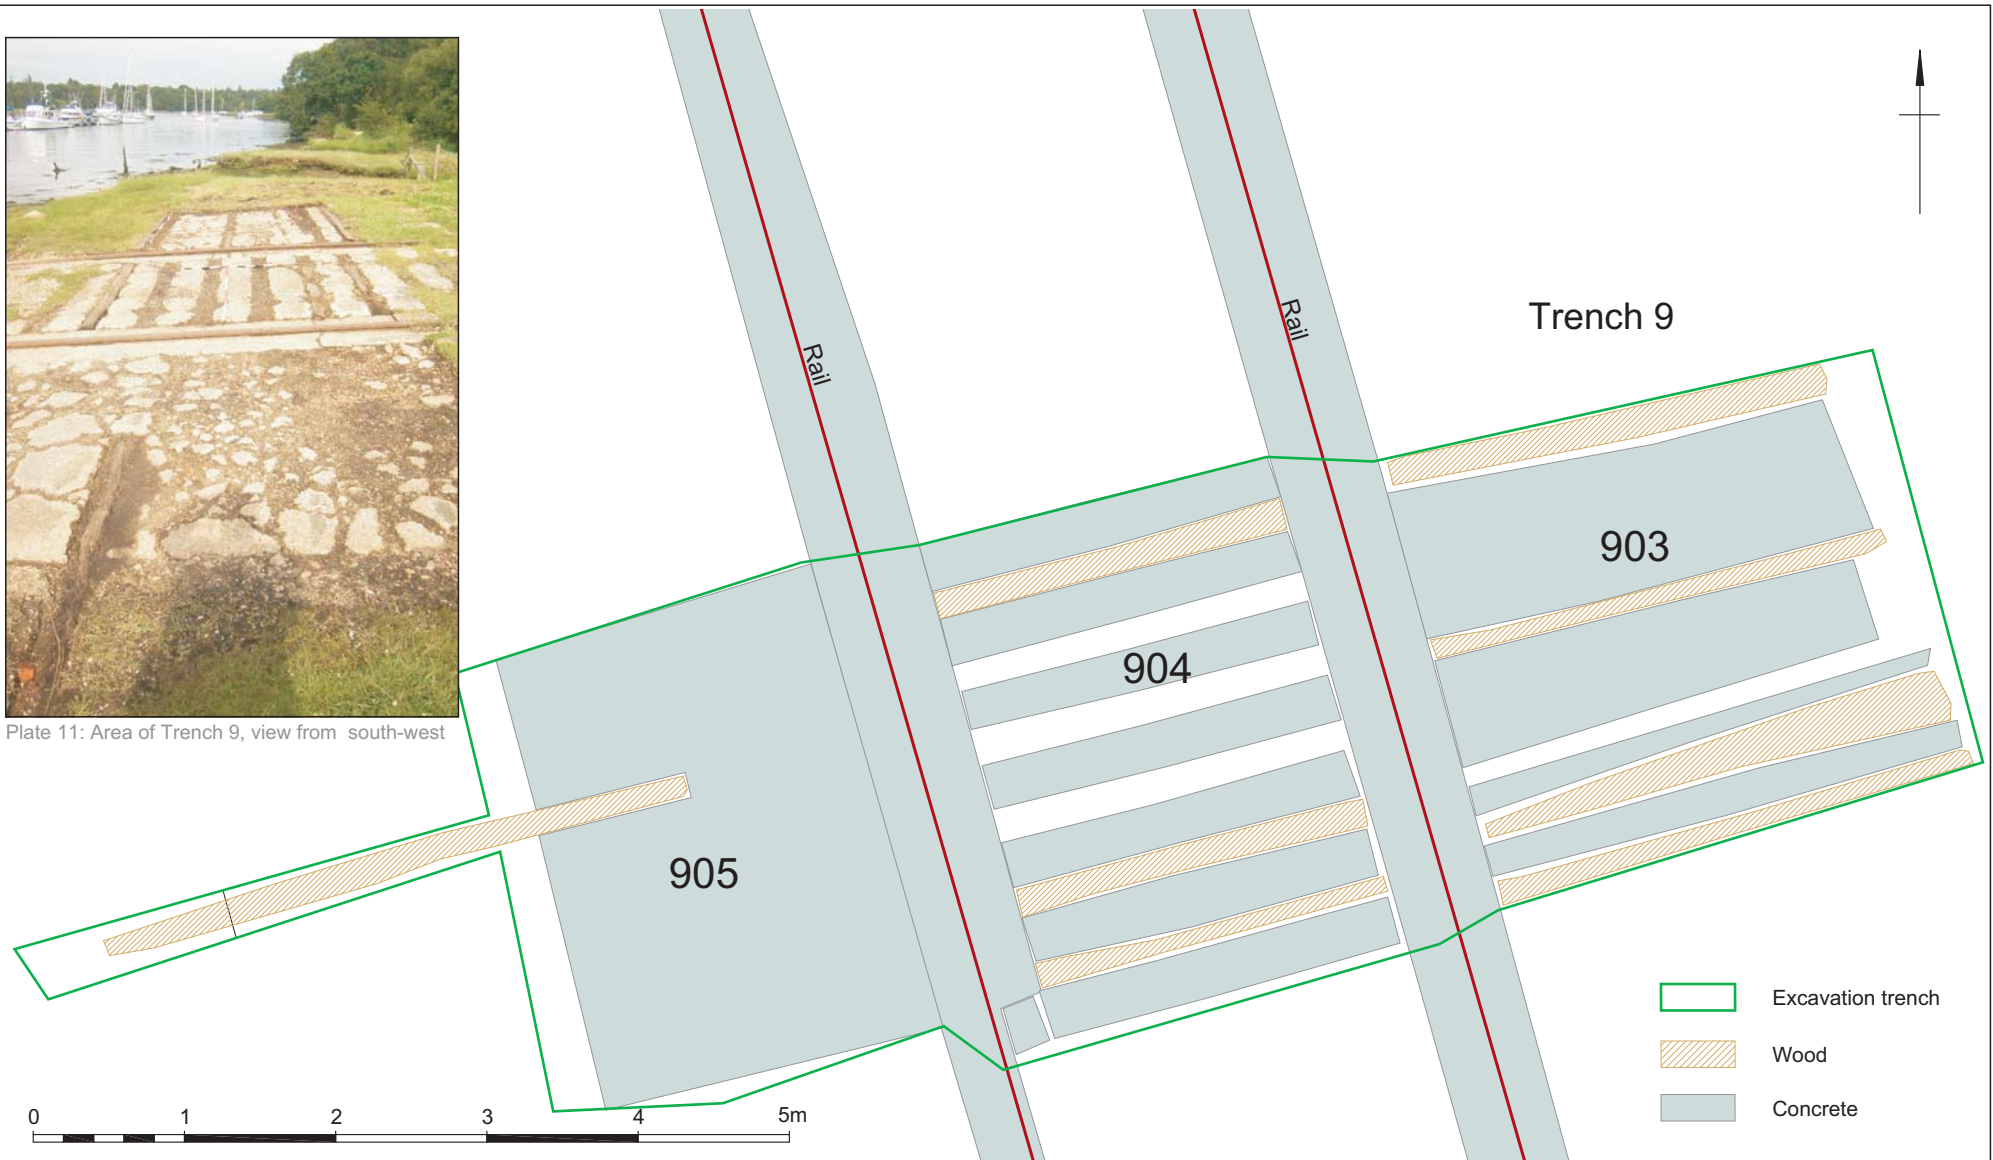 Plate 11: Area of Trench 9, view from south-west
Rail
Rail
Trench 9
903
904
905
0 1 2 3 4 5m
Excavation trench
Wood
Concrete